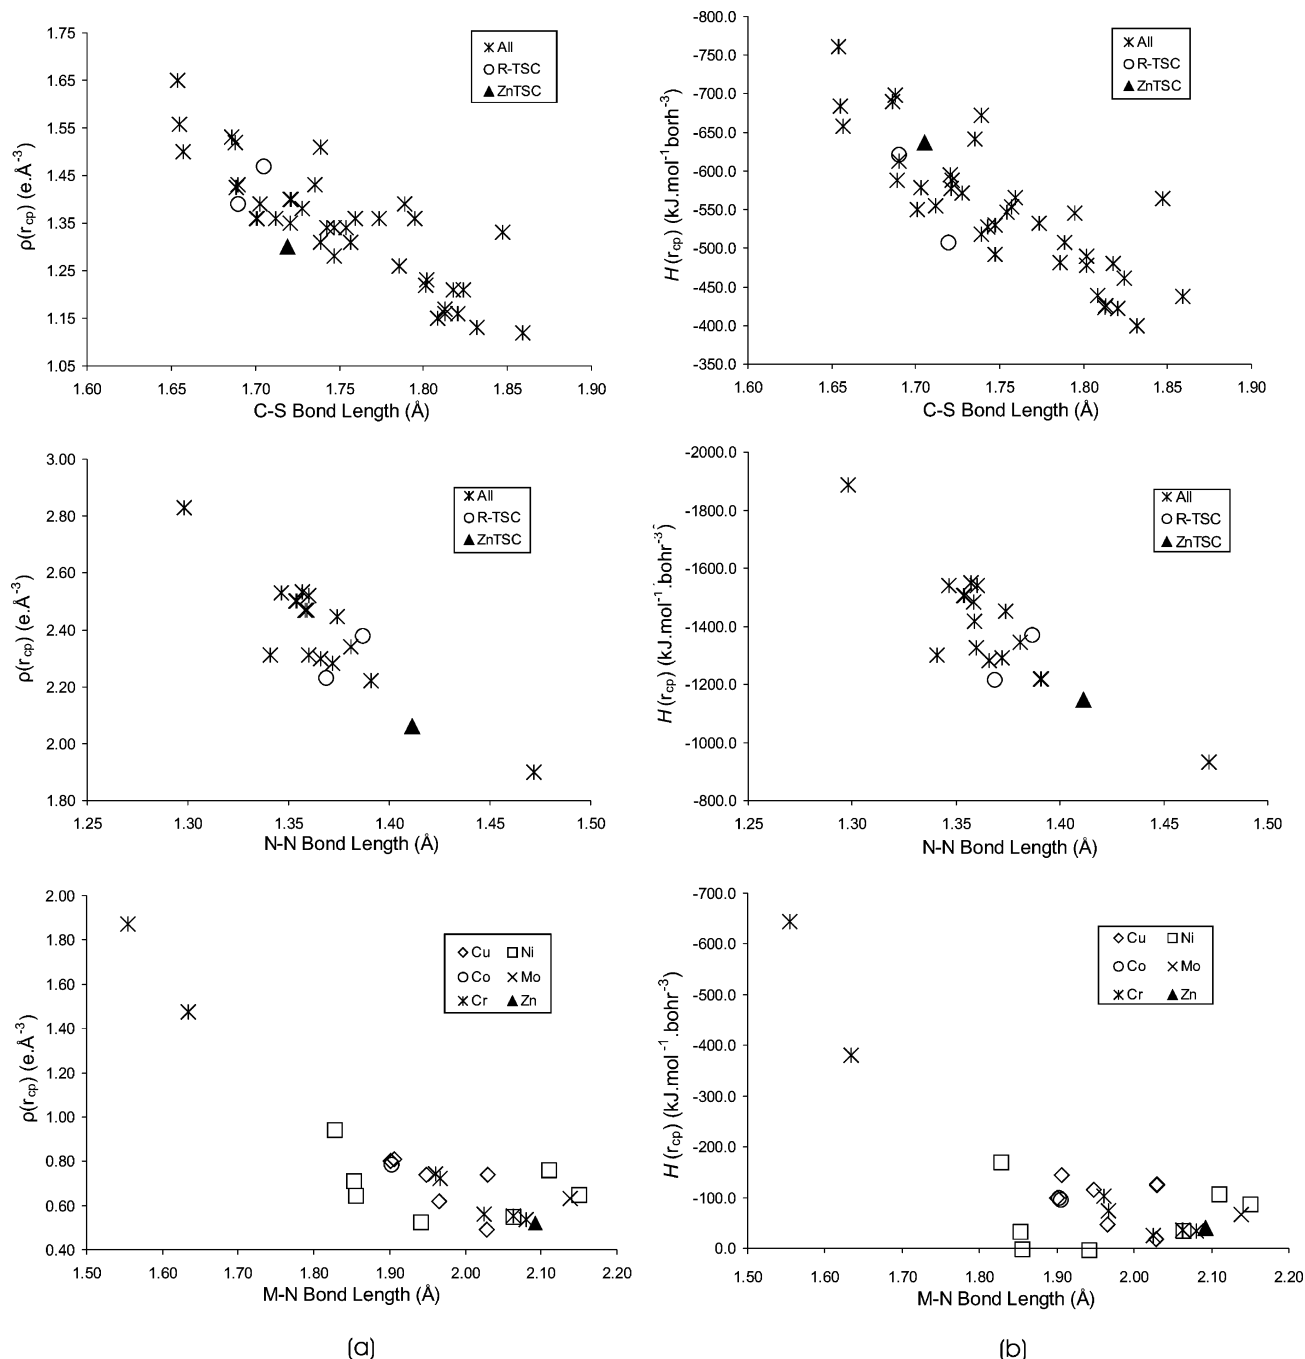 1.75
1.65
1.55
1.45
1.35
1.25
1.15
1.05
ρ(rcp) (e.Å-3)
All
R-TSC
ZnTSC
1.60 1.65 1.70 1.75 1.80 1.85 1.90
C-S Bond Length (Å)
-800.0
-750.0
-700.0
-650.0
-600.0
-550.0
-500.0
-450.0
-400.0
-350.0
H(rcp) (kJ.mol-1borh-3)
All
R-TSC
ZnTSC
1.60 1.65 1.70 1.75 1.80 1.85 1.90
C-S Bond Length (Å)
3.00
2.80
2.60
2.40
2.20
2.00
1.80
ρ(rcp) (e.Å-3)
All
R-TSC
ZnTSC
1.25 1.30 1.35 1.40 1.45 1.50
N-N Bond Length (Å)
-2000.0
-1800.0
-1600.0
-1400.0
-1200.0
-1000.0
-800.0
H(rcp) (kJ.mol-1.bohr-3)
All
R-TSC
ZnTSC
1.25 1.30 1.35 1.40 1.45 1.50
N-N Bond Length (Å)
2.00
1.80
1.60
1.40
1.20
1.00
0.80
0.60
0.40
ρ(rcp) (e.Å-3)
Cu Ni
Co Mo
Cr Zn
1.50 1.60 1.70 1.80 1.90 2.00 2.10 2.20
M-N Bond Length (Å)
-700.0
-600.0
-500.0
-400.0
-300.0
-200.0
-100.0
0.0
H(rcp) (kJ.mol-1.bohr-3)
Cu Ni
Co Mo
Cr Zn
1.50 1.60 1.70 1.80 1.90 2.00 2.10 2.20
M-N Bond Length (Å)
(a) (b)